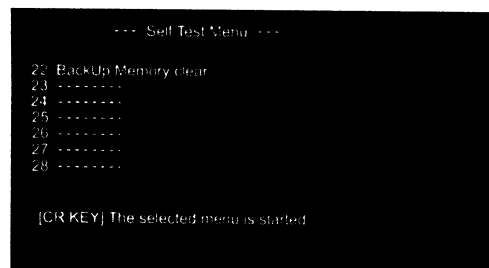 --- Self Test Menu ---
22 BackUp Memory clear
23 --------
24 --------
25 --------
26 --------
27 --------
28 --------
[CR KEY] The selected menu is started